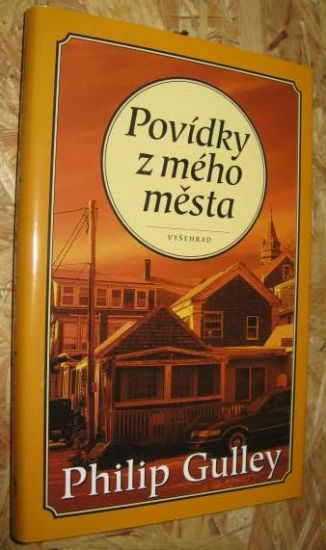 Povídky
z mého
města
VYŠEHRAD
Philip Gulley